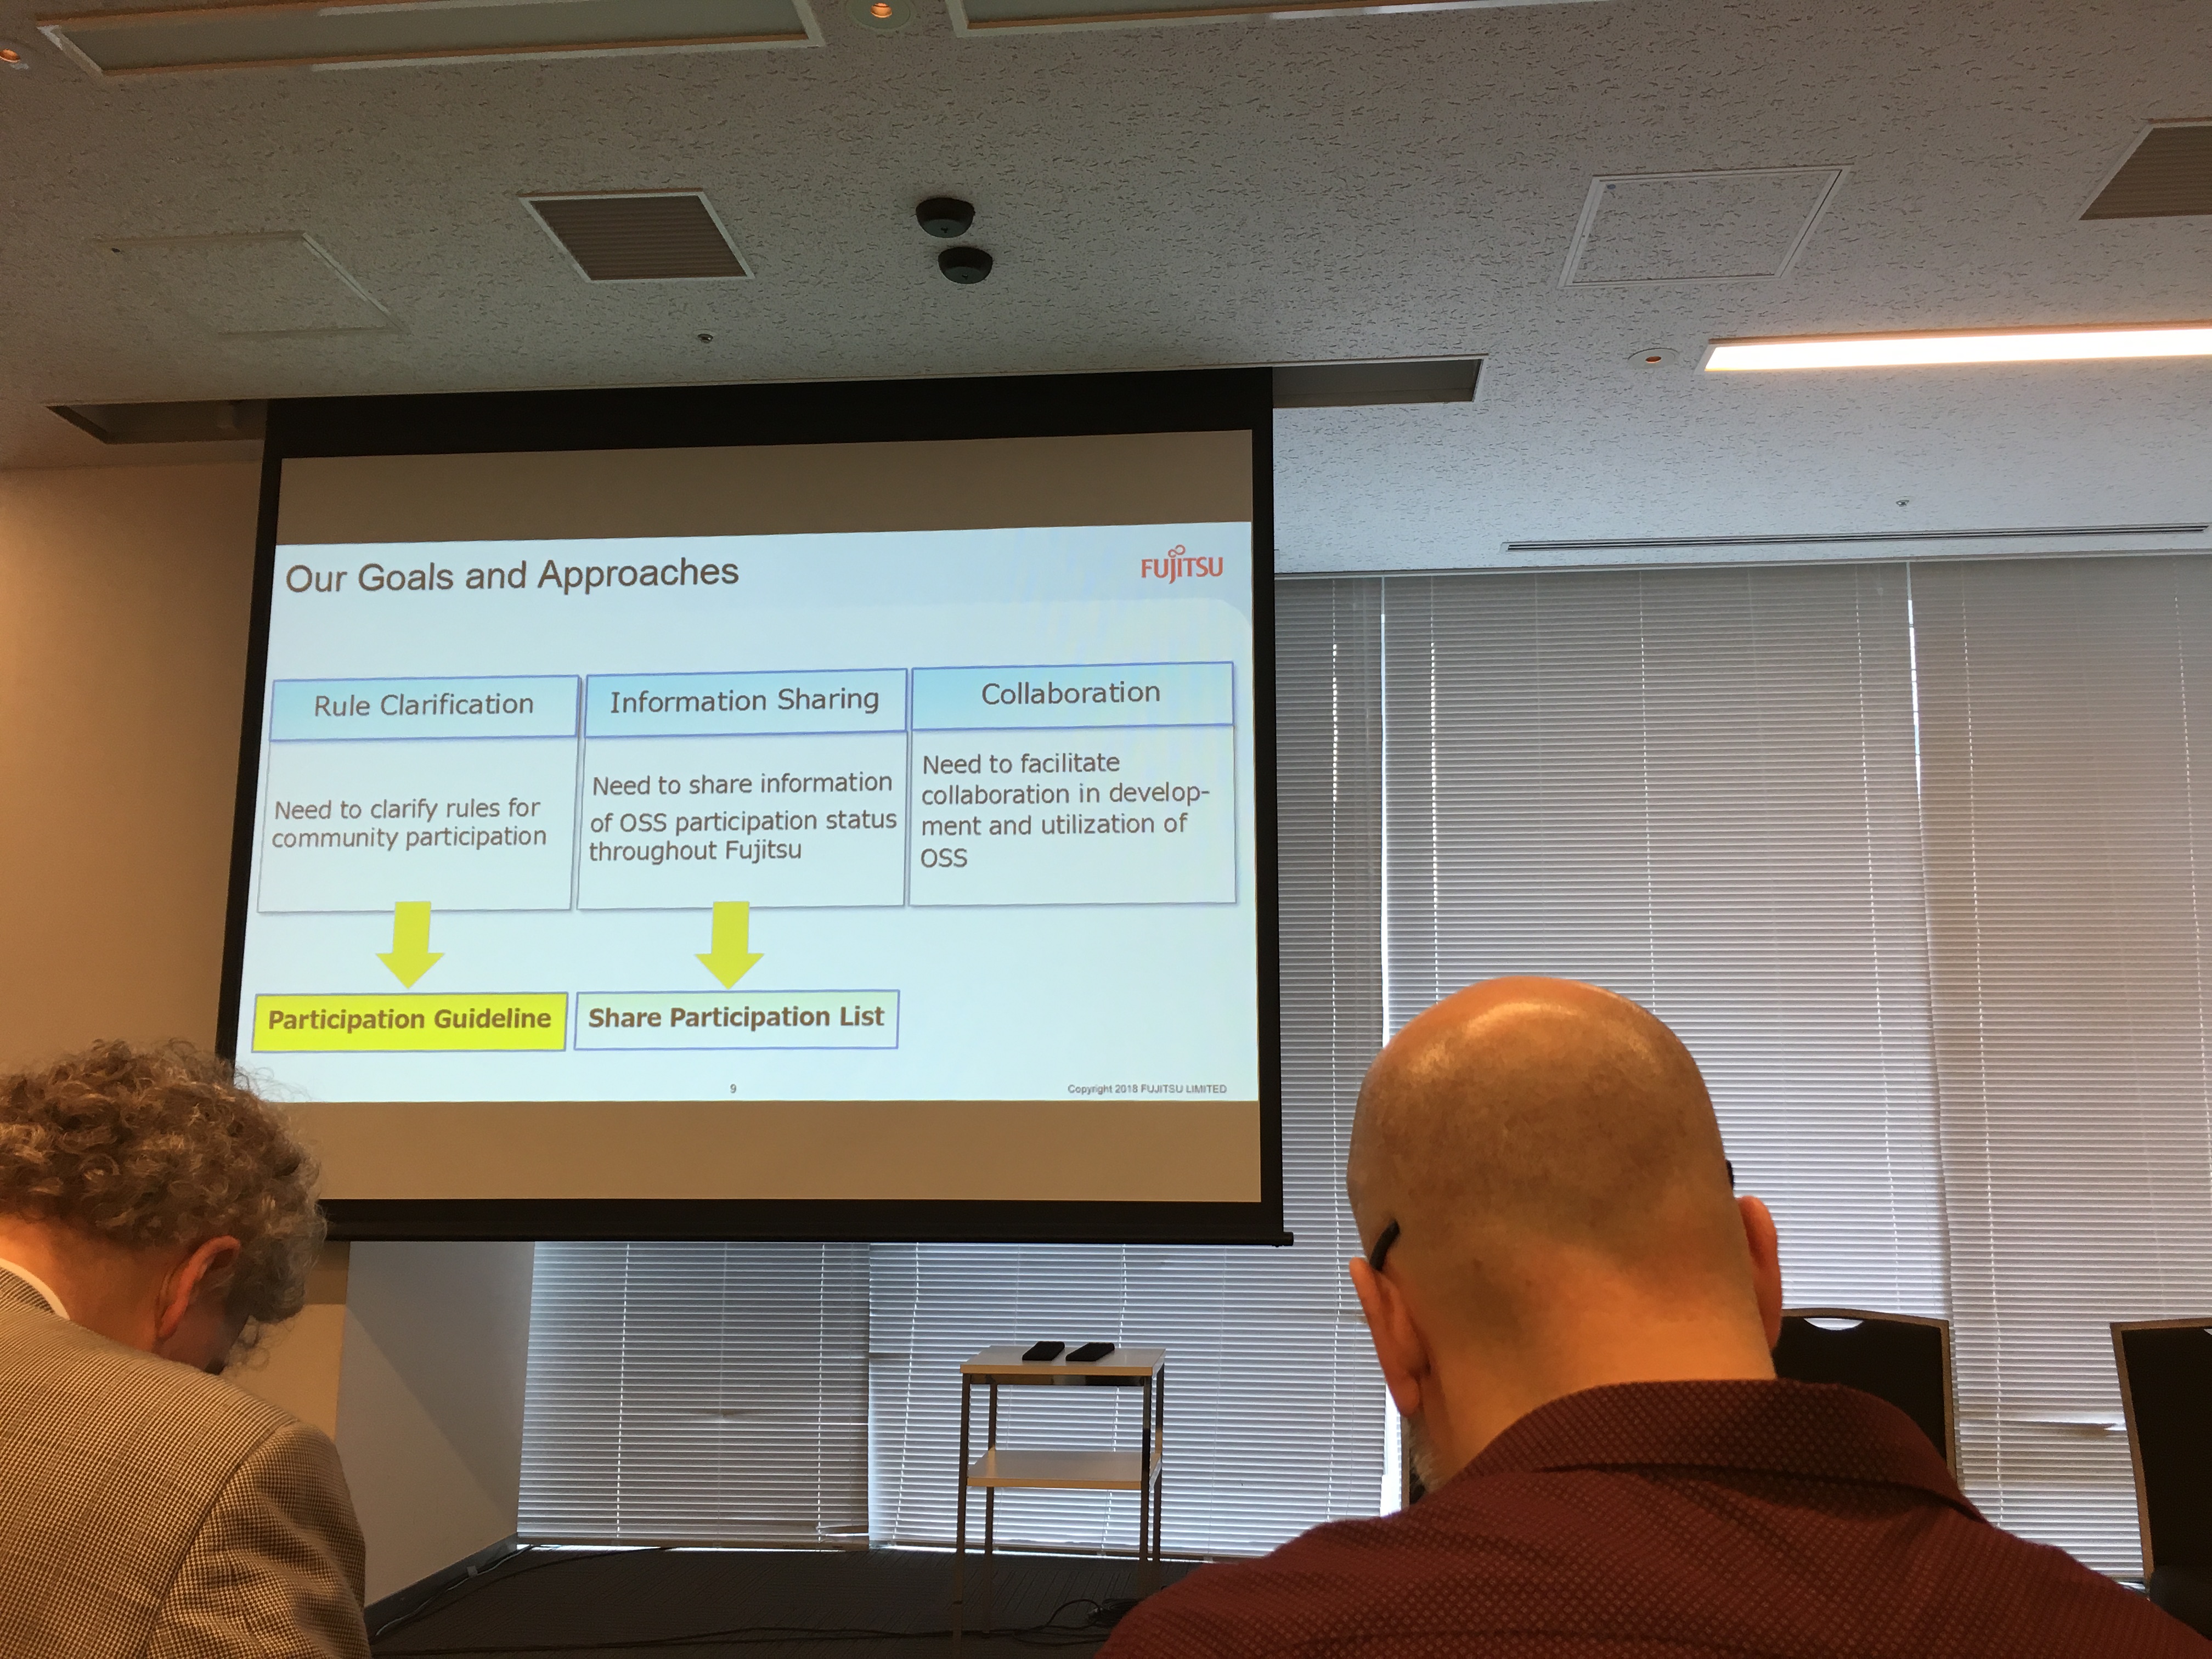 Our Goals and Approaches
FUJITSU
Rule Clarification
Need to clarify rules for
community participation
Information Sharing
Need to share information
of OSS participation status
throughout Fujitsu
Collaboration
Need to facilitate
collaboration in develop-
ment and utilization of
OSS
Participation Guideline
Share Participation List
9
Copyright 2018 FUJITSU LIMITED